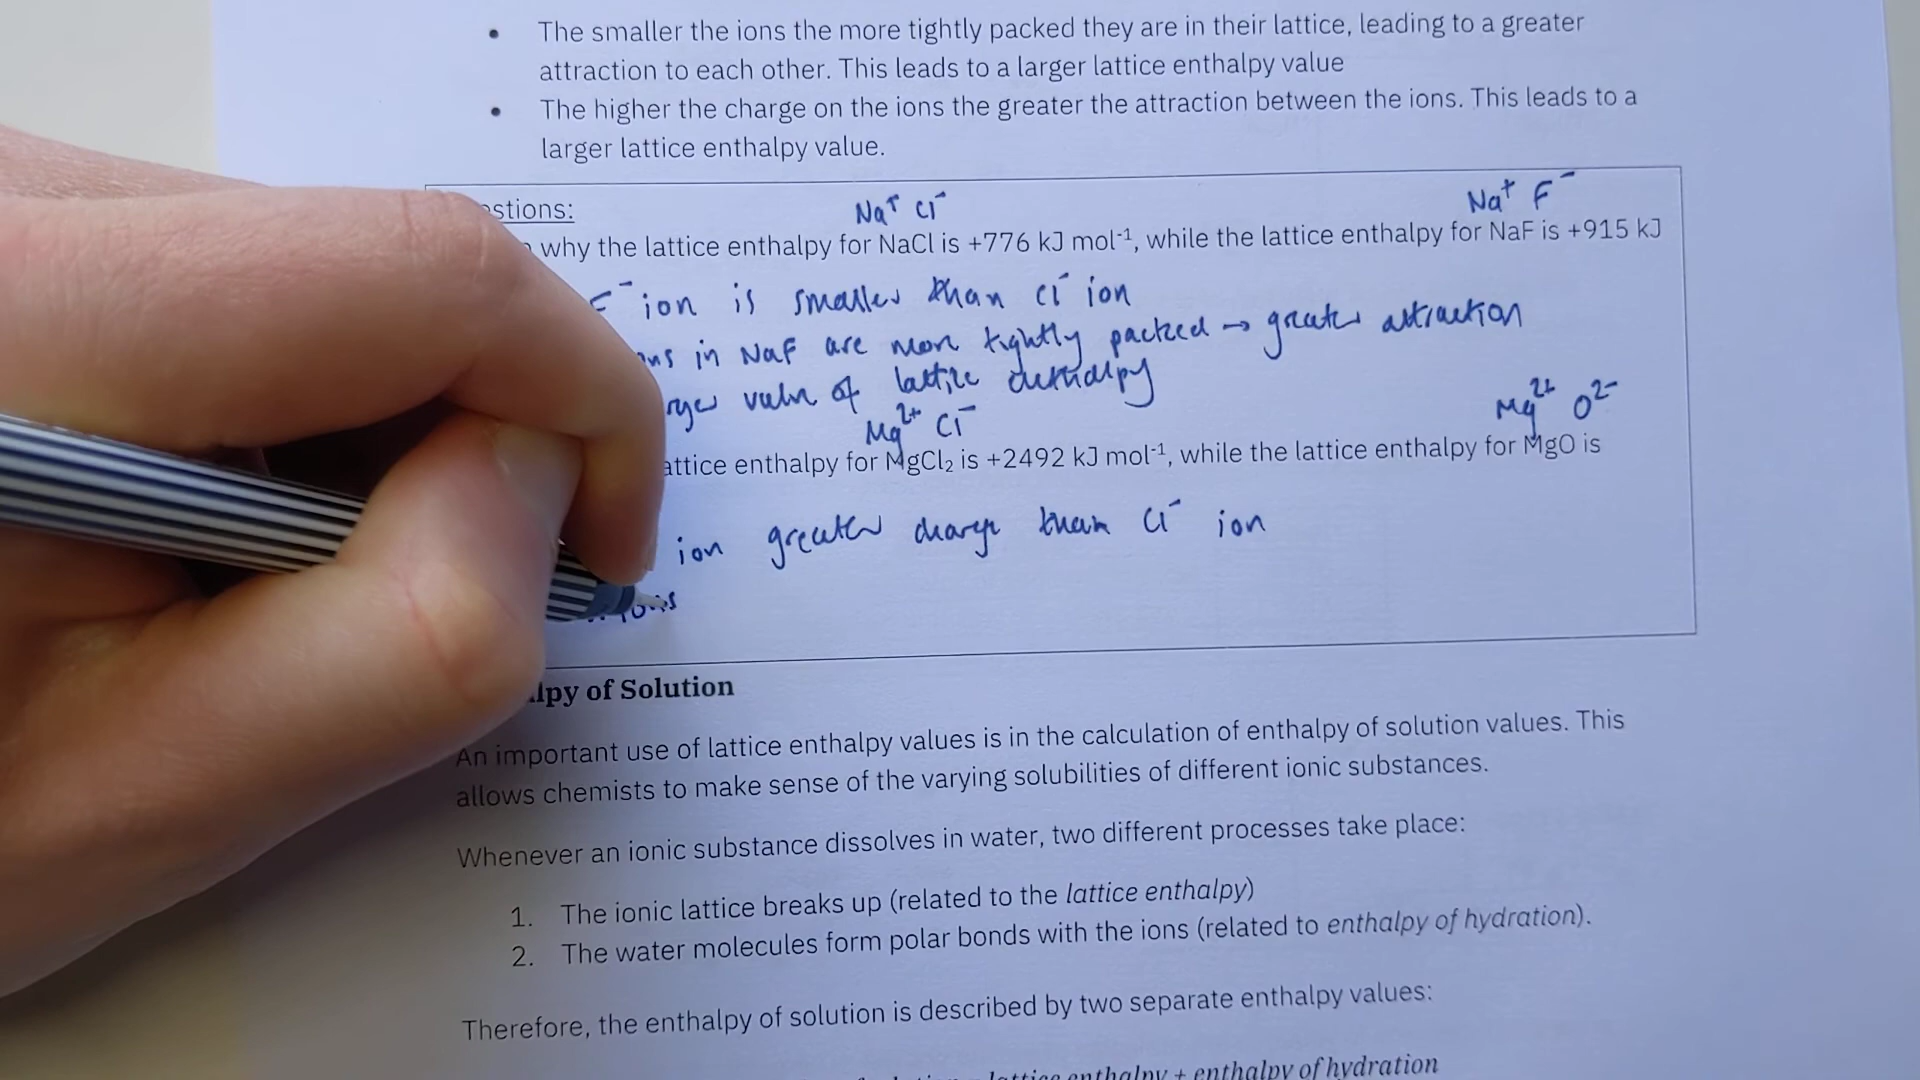 • The smaller the ions the more tightly packed they are in their lattice, leading to a greater
attraction to each other. This leads to a larger lattice enthalpy value
• The higher the charge on the ions the greater the attraction between the ions. This leads to a
larger lattice enthalpy value.
stions:
Na⁺ Cl⁻ Na⁺ F⁻
why the lattice enthalpy for NaCl is +776 kJ mol⁻¹, while the lattice enthalpy for NaF is +915 kJ
F⁻ ion is smaller than Cl⁻ ion
ons in NaF are more tightly packed → greater attraction
rger value of lattice enthalpy
Mg²⁺ Cl⁻ Mg²⁺ O²⁻
attice enthalpy for MgCl₂ is +2492 kJ mol⁻¹, while the lattice enthalpy for MgO is
ion greater charge than Cl⁻ ion
ions
lpy of Solution
An important use of lattice enthalpy values is in the calculation of enthalpy of solution values. This
allows chemists to make sense of the varying solubilities of different ionic substances.
Whenever an ionic substance dissolves in water, two different processes take place:
1. The ionic lattice breaks up (related to the lattice enthalpy)
2. The water molecules form polar bonds with the ions (related to enthalpy of hydration).
Therefore, the enthalpy of solution is described by two separate enthalpy values:
lattice enthalpy + enthalpy of hydration